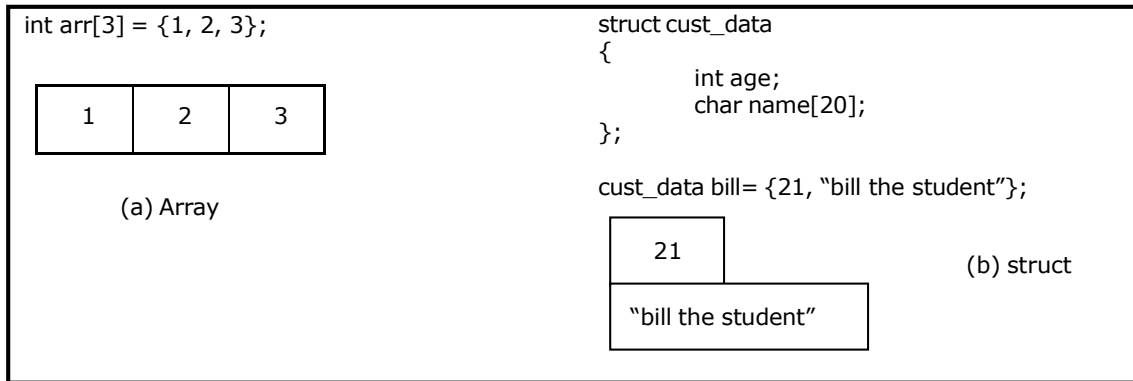 int arr[3] = {1, 2, 3};
1 2 3
(a) Array
struct cust_data
{
int age;
char name[20];
};
cust_data bill= {21, “bill the student”};
21
(b) struct
“bill the student”